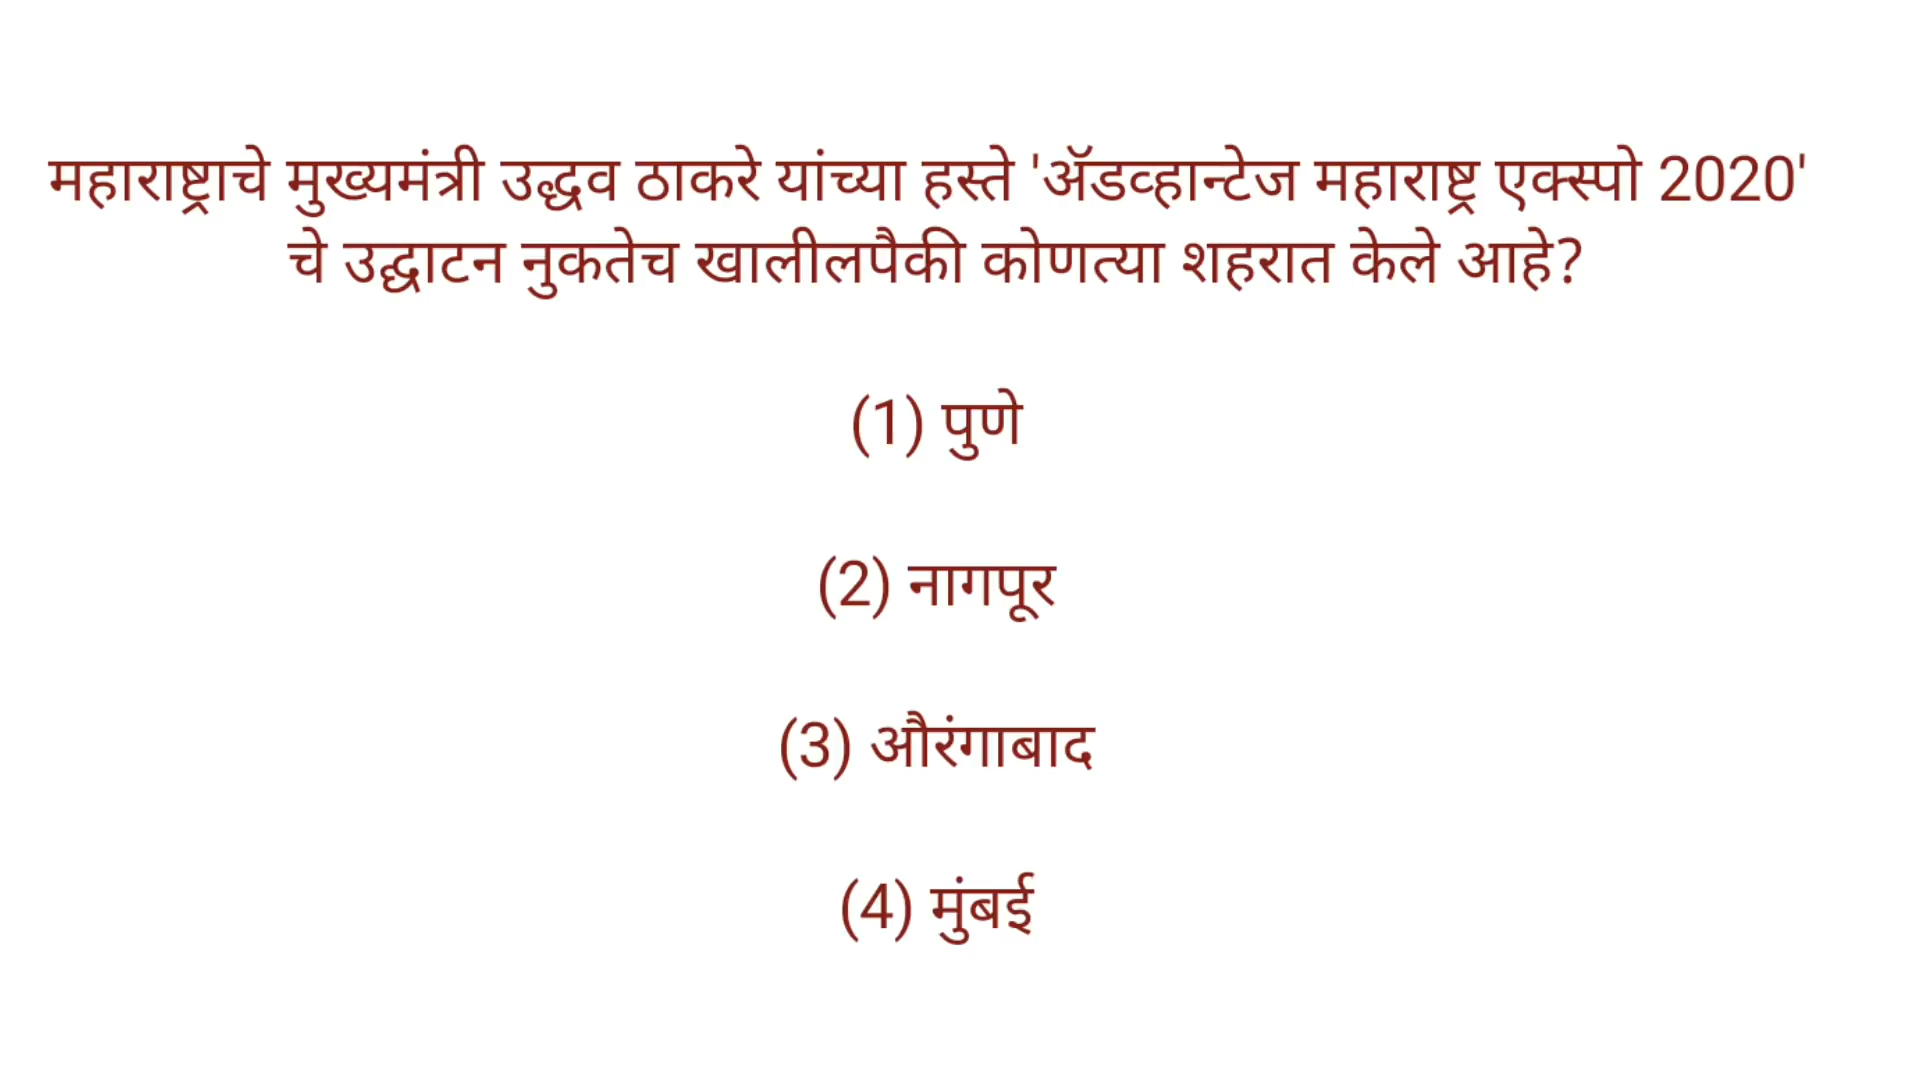 महाराष्ट्राचे मुख्यमंत्री उद्धव ठाकरे यांच्या हस्ते 'ॲडव्हान्टेज महाराष्ट्र एक्स्पो 2020'
चे उद्घाटन नुकतेच खालीलपैकी कोणत्या शहरात केले आहे?
(1) पुणे
(2) नागपूर
(3) औरंगाबाद
(4) मुंबई